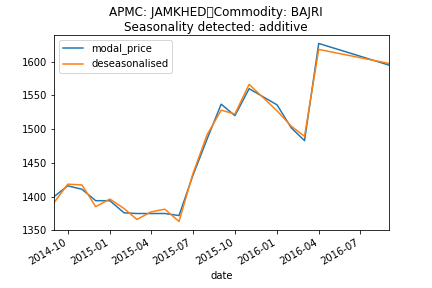 APMC: JAMKHED Commodity: BAJRI
Seasonality detected: additive
modal_price
deseasonalised
1600
1550
1500
1450
1400
1350
2014-10
2015-01
2015-04
2015-07
2015-10
2016-01
2016-04
2016-07
date